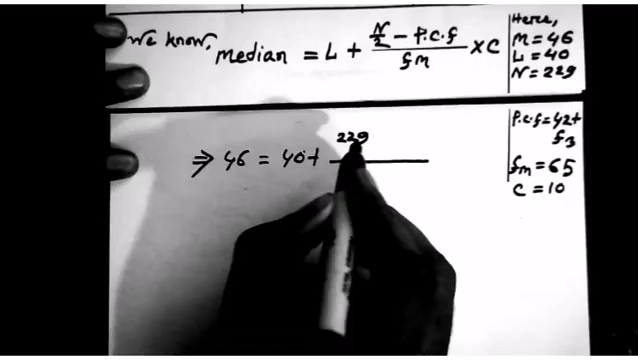 We know,
Median = L + (N/2 - P.c.f)/fm × C
Here,
M = 46
L = 40
N = 229
P.c.f = 42+
f3
fm = 65
C = 10
⇒ 46 = 40+ 229